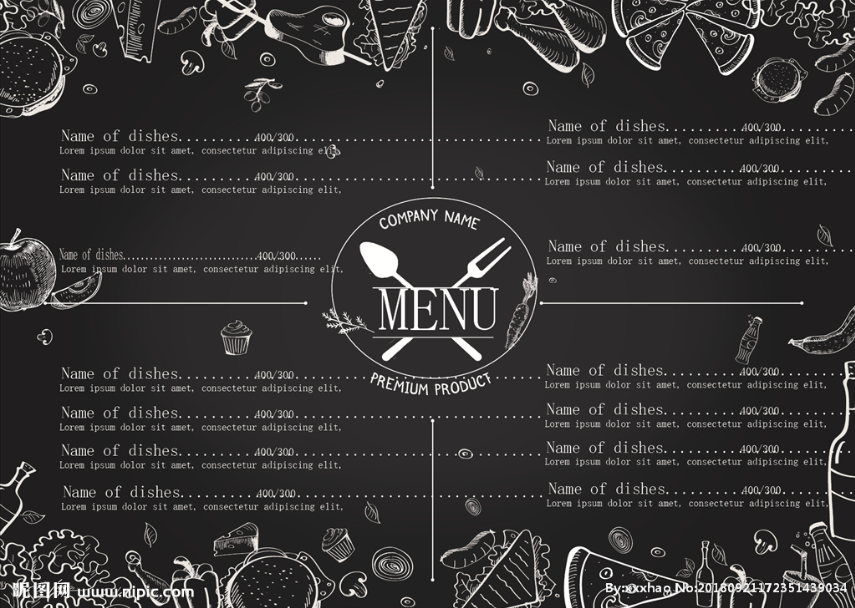 Name of dishes..........400/300
Lorem ipsum dolor sit amet, consectetur adipiscing elit,
Name of dishes..........400/300
Lorem ipsum dolor sit amet, consectetur adipiscing elit,
Name of dishes..........400/300
Lorem ipsum dolor sit amet, consectetur adipiscing elit,
Name of dishes..........400/300
Lorem ipsum dolor sit amet, consectetur adipiscing elit,
COMPANY NAME
MENU
PREMIUM PRODUCT
Name of dishes..........400/300
Lorem ipsum dolor sit amet, consectetur adipiscing elit,
Name of dishes..........400/300
Lorem ipsum dolor sit amet, consectetur adipiscing elit,
Name of dishes..........400/300
Lorem ipsum dolor sit amet, consectetur adipiscing elit,
Name of dishes..........400/300
Lorem ipsum dolor sit amet, consectetur adipiscing elit,
Name of dishes..........400/300
Lorem ipsum dolor sit amet, consectetur adipiscing elit,
Name of dishes..........400/300
Lorem ipsum dolor sit amet, consectetur adipiscing elit,
Name of dishes..........400/300
Lorem ipsum dolor sit amet, consectetur adipiscing elit,
Name of dishes..........400/300
Lorem ipsum dolor sit amet, consectetur adipiscing elit,
Name of dishes..........400/300
Lorem ipsum dolor sit amet, consectetur adipiscing elit,
Name of dishes..........400/300
Lorem ipsum dolor sit amet, consectetur adipiscing elit,
昵图网 www.nipic.com
By:xxxhao No:20180921172351439034